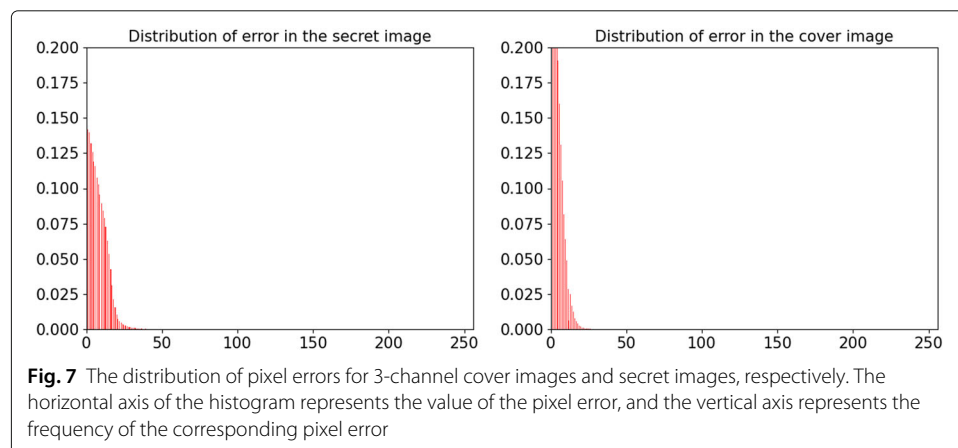 Distribution of error in the secret image
0.200
0.175
0.150
0.125
0.100
0.075
0.050
0.025
0.000
0 50 100 150 200 250
Distribution of error in the cover image
0.200
0.175
0.150
0.125
0.100
0.075
0.050
0.025
0.000
0 50 100 150 200 250
Fig. 7 The distribution of pixel errors for 3-channel cover images and secret images, respectively. The
horizontal axis of the histogram represents the value of the pixel error, and the vertical axis represents the
frequency of the corresponding pixel error